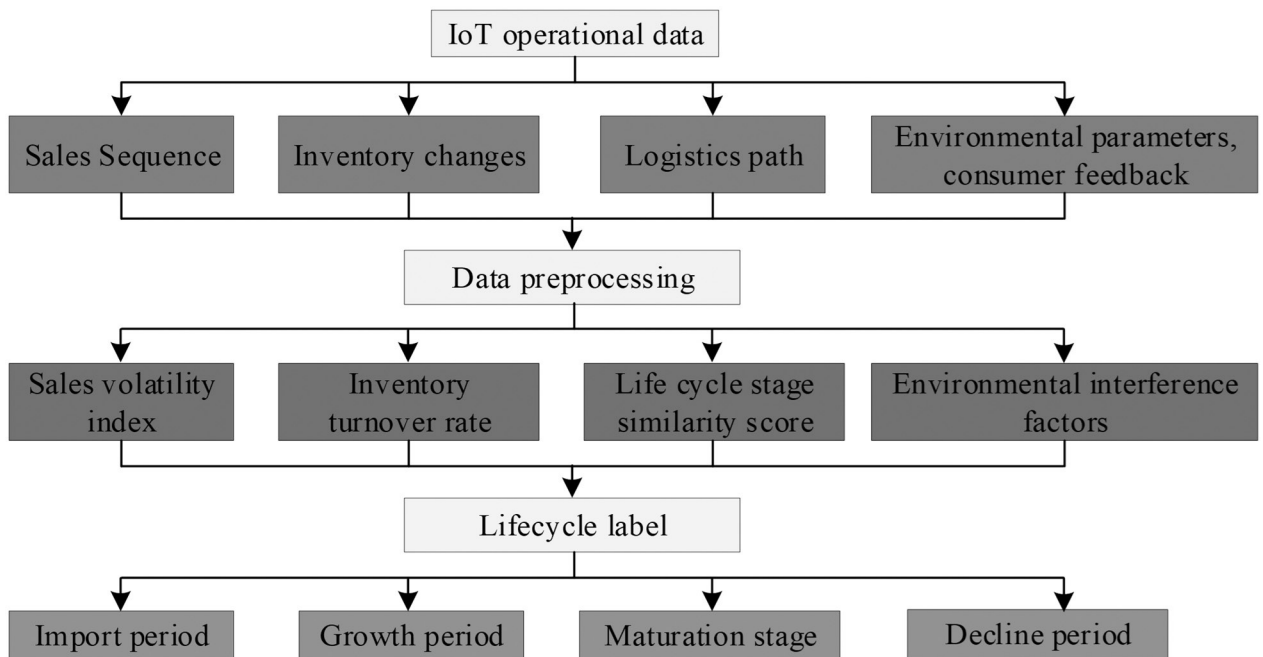 IoT operational data
Sales Sequence
Inventory changes
Logistics path
Environmental parameters,
consumer feedback
Data preprocessing
Sales volatility
index
Inventory
turnover rate
Life cycle stage
similarity score
Environmental interference
factors
Lifecycle label
Import period
Growth period
Maturation stage
Decline period